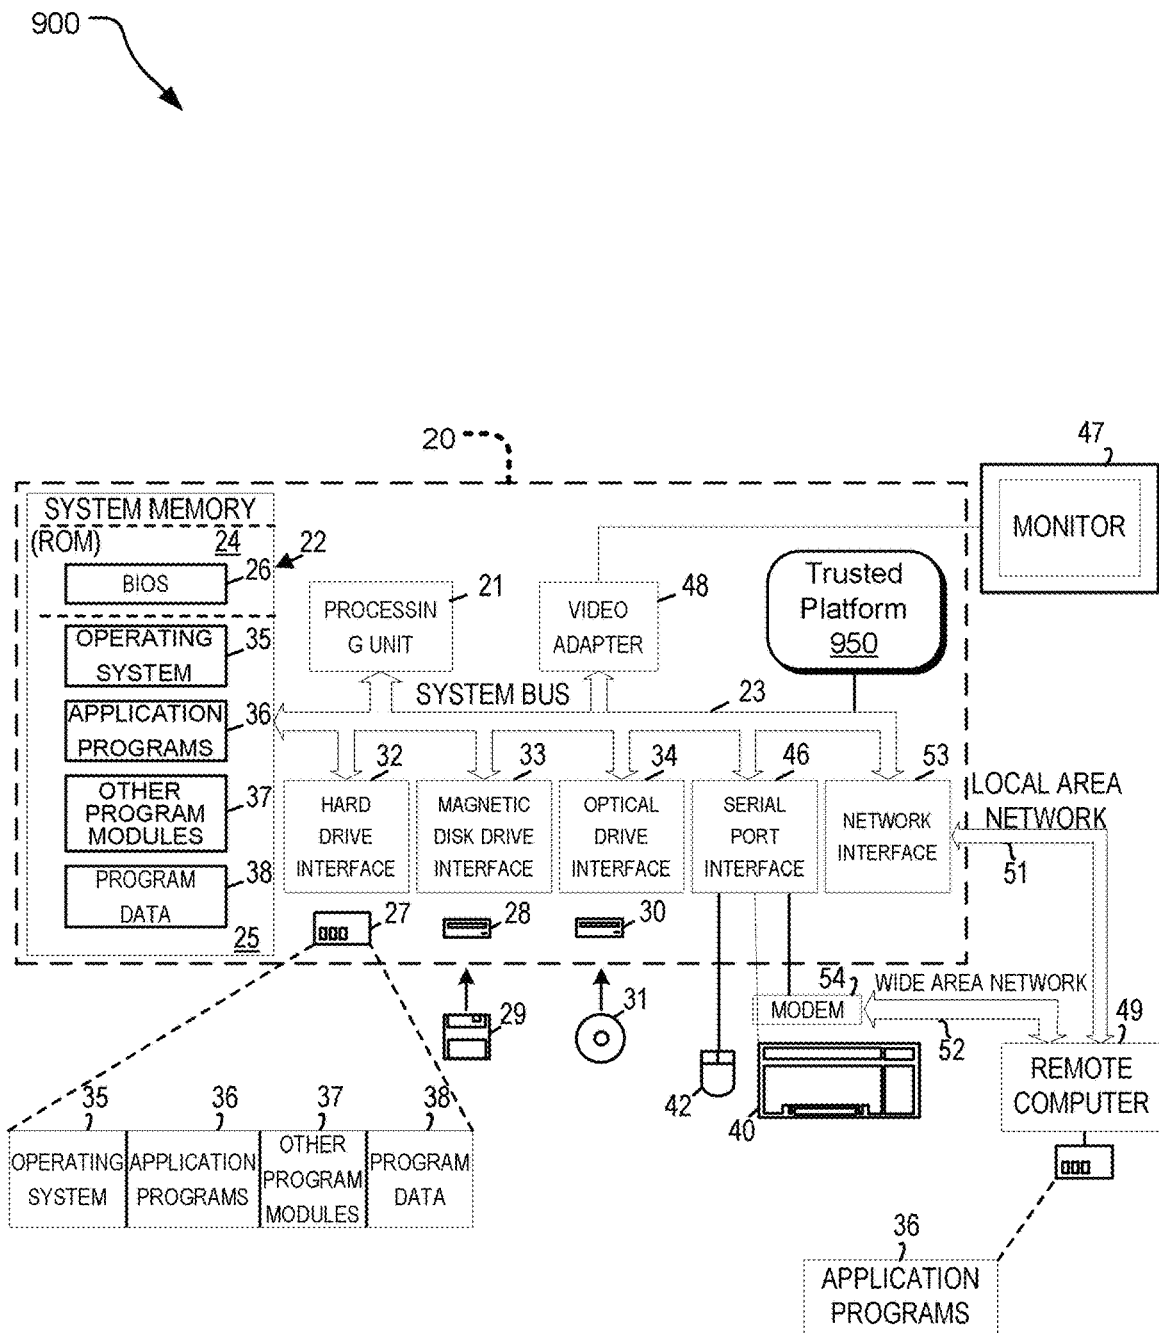 900
20
47
SYSTEM MEMORY
(ROM)
24
22
BIOS
26
MONITOR
PROCESSIN
G UNIT
21
VIDEO
ADAPTER
48
Trusted
Platform
950
OPERATING
SYSTEM
35
SYSTEM BUS
23
APPLICATION
PROGRAMS
36
OTHER
PROGRAM
MODULES
37
PROGRAM
DATA
38
25
32
HARD
DRIVE
INTERFACE
33
MAGNETIC
DISK DRIVE
INTERFACE
34
OPTICAL
DRIVE
INTERFACE
46
SERIAL
PORT
INTERFACE
53
NETWORK
INTERFACE
LOCAL AREA
NETWORK
51
27
28
30
29
31
54
MODEM
WIDE AREA NETWORK
52
49
REMOTE
COMPUTER
42
40
35
36
37
38
OPERATING
SYSTEM
APPLICATION
PROGRAMS
OTHER
PROGRAM
MODULES
PROGRAM
DATA
36
APPLICATION
PROGRAMS